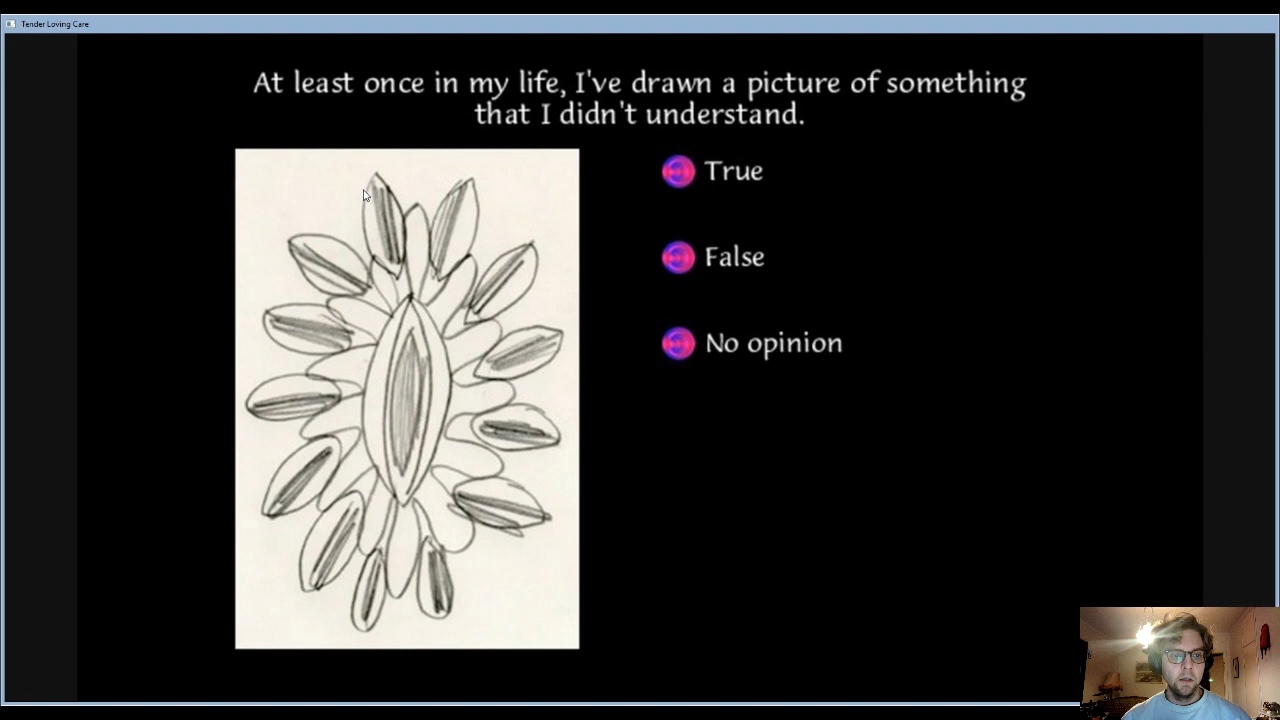 Tender Loving Care
At least once in my life, I've drawn a picture of something
that I didn't understand.
True
False
No opinion